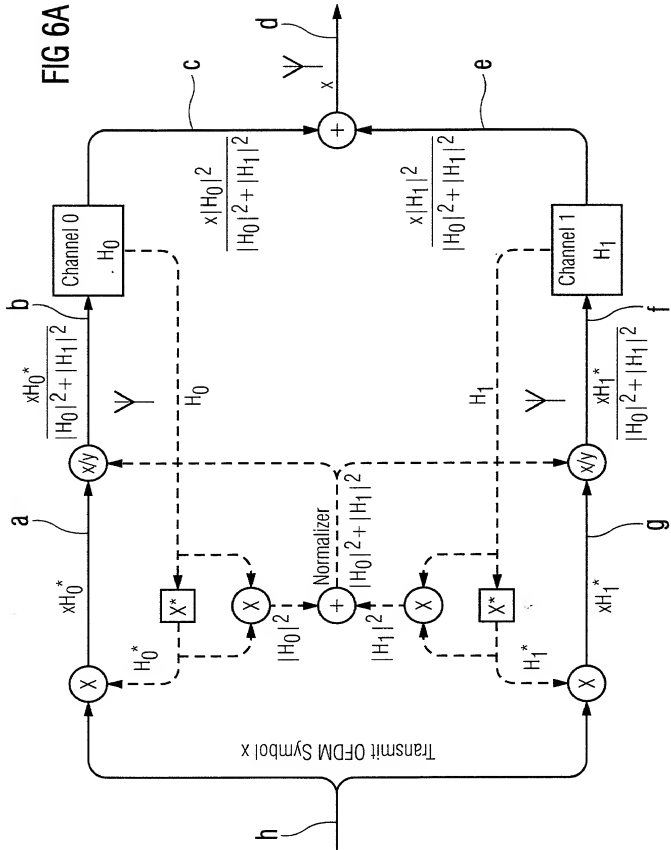 FIG 6A
a
b
c
d
e
f
g
h
xH₀*
xH₀* / |H₀|² + |H₁|²
Channel 0
. H₀
x|H₀|² / |H₀|² + |H₁|²
x
+
x/y
X
H₀*
X*
X
|H₀|²
H₀
Normalizer
+
|H₀|² + |H₁|²
|H₁|²
X
X*
H₁*
H₁
x|H₁|² / |H₀|² + |H₁|²
Transmit OFDM Symbol x
X
xH₁*
x/y
xH₁* / |H₀|² + |H₁|²
Channel 1
H₁